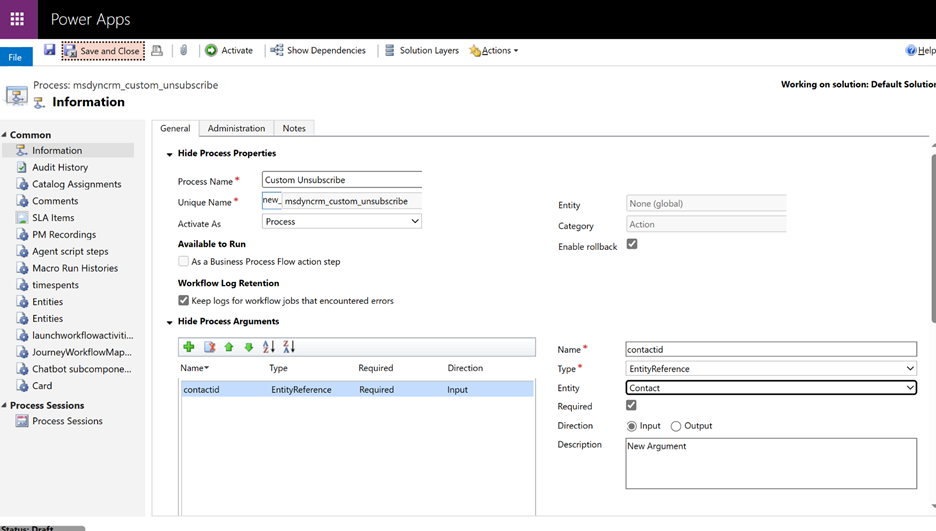 Power Apps
File
Save and Close
Activate
Show Dependencies
Solution Layers
Actions
Help
Process: msdyncrm_custom_unsubscribe
Information
Working on solution: Default Solution
Common
Information
Audit History
Catalog Assignments
Comments
SLA Items
PM Recordings
Agent script steps
Macro Run Histories
timespents
Entities
Entities
launchworkflowactiviti...
JourneyWorkflowMap...
Chatbot subcompone...
Card
Process Sessions
Process Sessions
General
Administration
Notes
Hide Process Properties
Process Name*
Custom Unsubscribe
Unique Name*
new_
msdyncrm_custom_unsubscribe
Activate As
Process
Available to Run
As a Business Process Flow action step
Workflow Log Retention
Keep logs for workflow jobs that encountered errors
Entity
None (global)
Category
Action
Enable rollback
Hide Process Arguments
Name
Type
Required
Direction
contactid
EntityReference
Required
Input
Name*
contactid
Type*
EntityReference
Entity
Contact
Required
Direction
Input
Output
Description
New Argument
Status: Draft